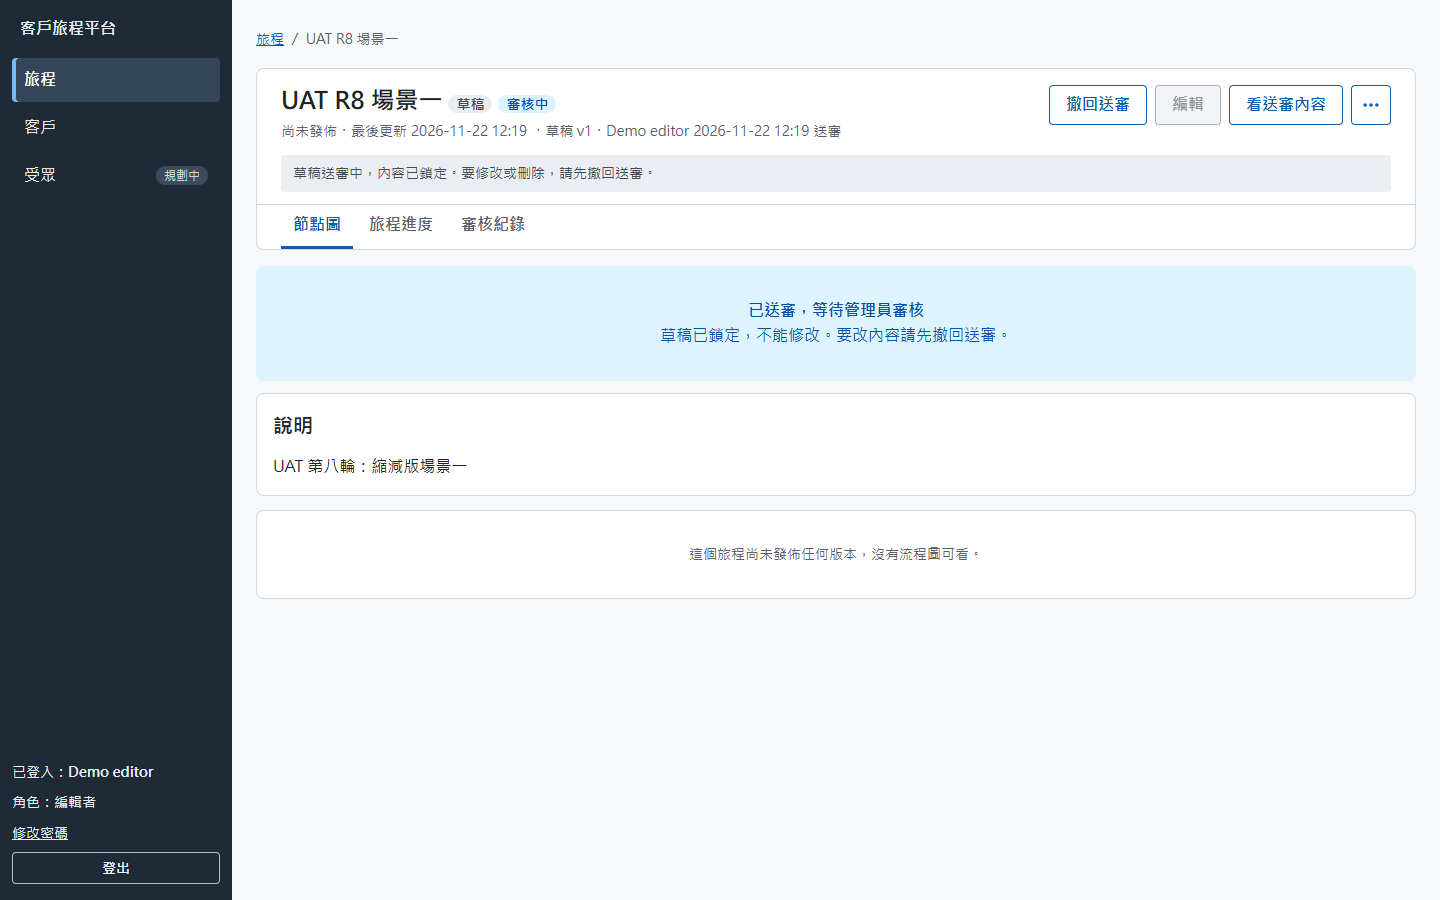 客戶旅程平台
旅程
客戶
受眾 規劃中
已登入：Demo editor
角色：編輯者
修改密碼
登出
旅程 / UAT R8 場景一
UAT R8 場景一 草稿 審核中
撤回送審 編輯 看送審內容 ···
尚未發佈 · 最後更新 2026-11-22 12:19 · 草稿 v1 · Demo editor 2026-11-22 12:19 送審
草稿送審中，內容已鎖定。要修改或刪除，請先撤回送審。
節點圖 旅程進度 審核紀錄
已送審，等待管理員審核
草稿已鎖定，不能修改。要改內容請先撤回送審。
說明
UAT 第八輪：縮減版場景一
這個旅程尚未發佈任何版本，沒有流程圖可看。